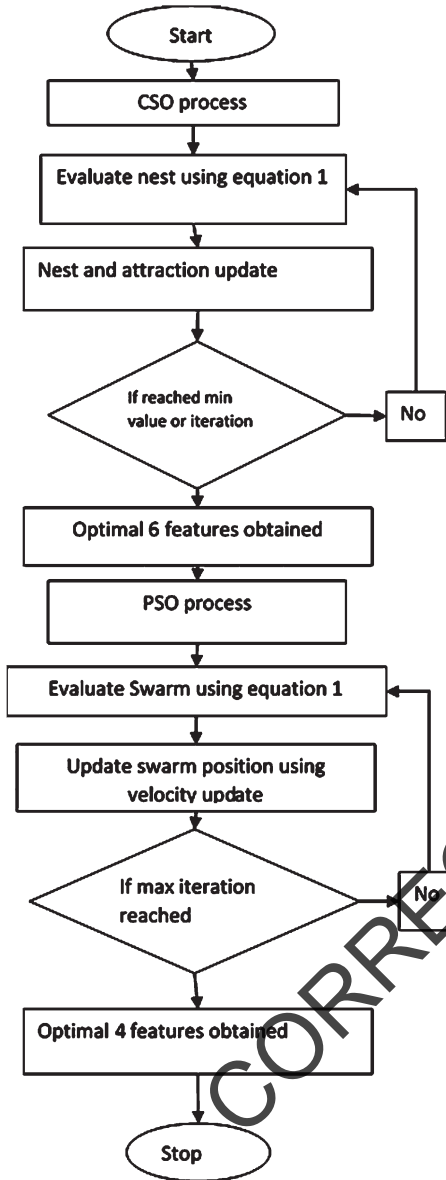 Start
CSO process
Evaluate nest using equation 1
Nest and attraction update
If reached min
value or iteration
No
Optimal 6 features obtained
PSO process
Evaluate Swarm using equation 1
Update swarm position using
velocity update
If max iteration
reached
No
Optimal 4 features obtained
Stop